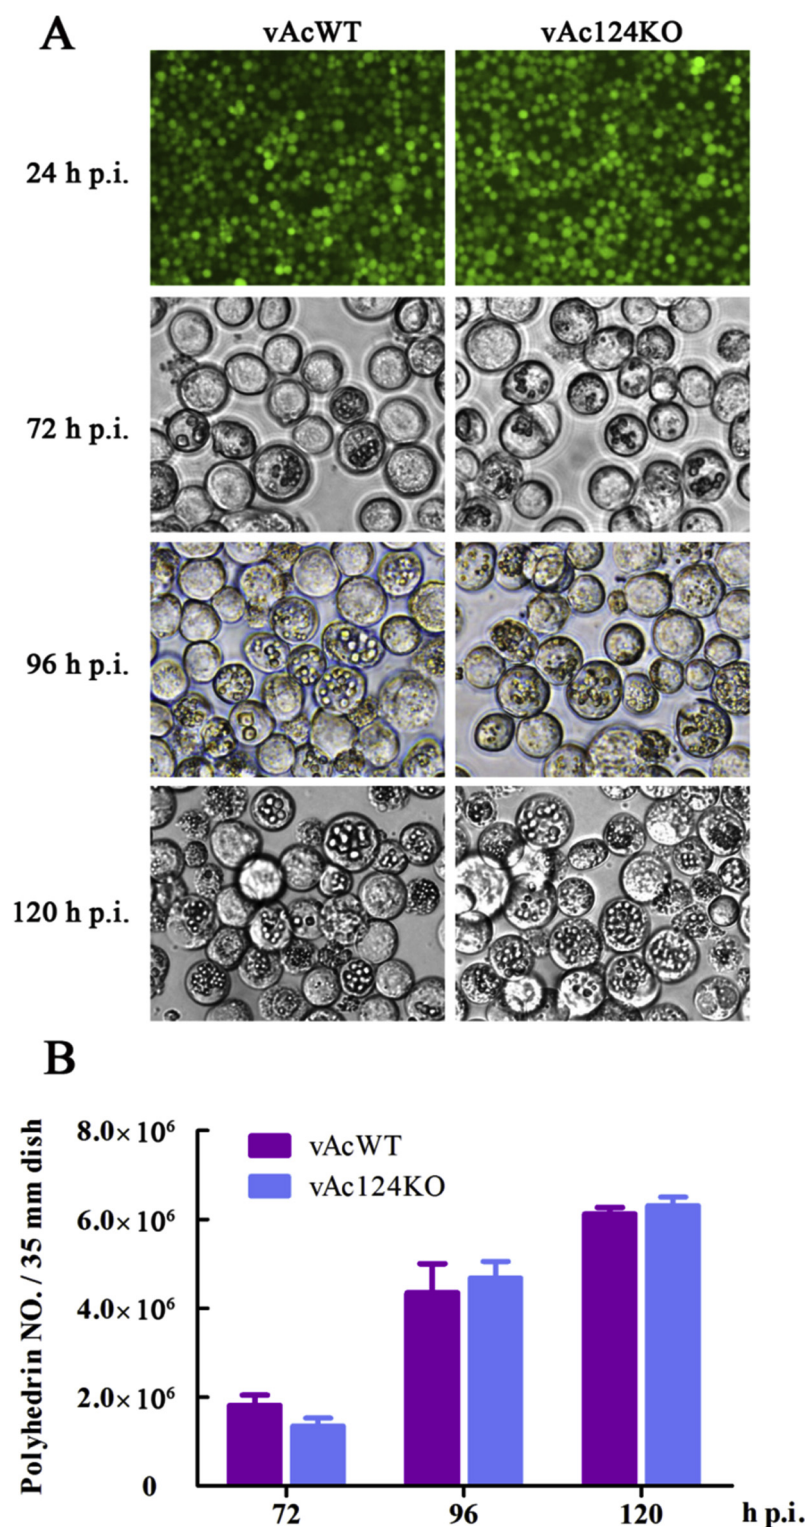 A
vAcWT vAc124KO
24 h p.i.
72 h p.i.
96 h p.i.
120 h p.i.
B
Polyhedrin NO. / 35 mm dish
8.0× 10⁶
6.0× 10⁶
4.0× 10⁶
2.0× 10⁶
0
vAcWT
vAc124KO
72 96 120 h p.i.